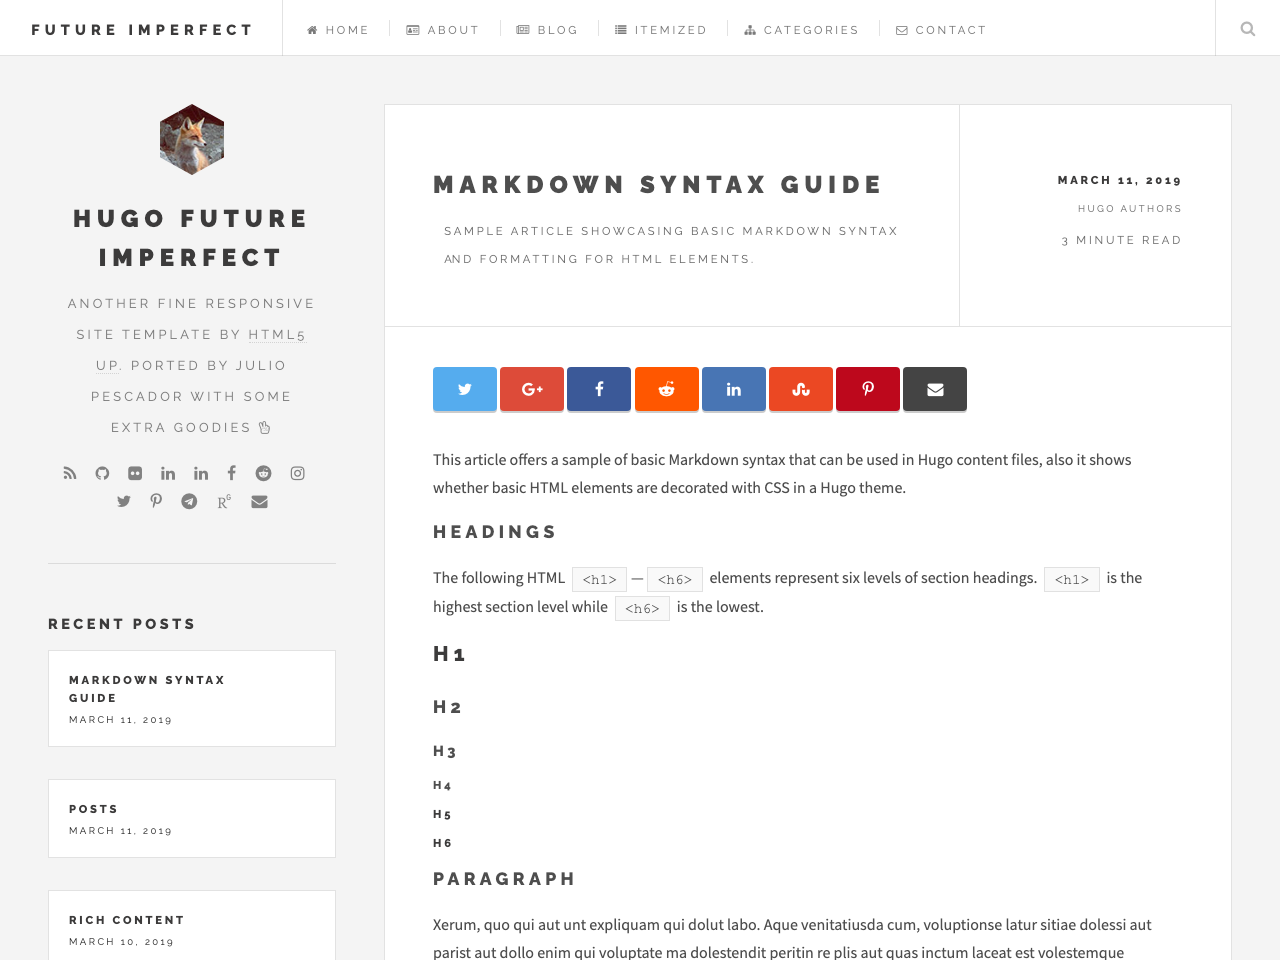 FUTURE IMPERFECT
HOME
ABOUT
BLOG
ITEMIZED
CATEGORIES
CONTACT
HUGO FUTURE
IMPERFECT
ANOTHER FINE RESPONSIVE
SITE TEMPLATE BY HTML5
UP. PORTED BY JULIO
PESCADOR WITH SOME
EXTRA GOODIES
RECENT POSTS
MARKDOWN SYNTAX
GUIDE
MARCH 11, 2019
POSTS
MARCH 11, 2019
RICH CONTENT
MARCH 10, 2019
MARKDOWN SYNTAX GUIDE
SAMPLE ARTICLE SHOWCASING BASIC MARKDOWN SYNTAX
AND FORMATTING FOR HTML ELEMENTS.
MARCH 11, 2019
HUGO AUTHORS
3 MINUTE READ
This article offers a sample of basic Markdown syntax that can be used in Hugo content files, also it shows
whether basic HTML elements are decorated with CSS in a Hugo theme.
HEADINGS
The following HTML <h1> — <h6> elements represent six levels of section headings. <h1> is the
highest section level while <h6> is the lowest.
H1
H2
H3
H4
H5
H6
PARAGRAPH
Xerum, quo qui aut unt expliquam qui dolut labo. Aque venitatiusda cum, voluptionse latur sitiae dolessi aut
parist aut dollo enim qui voluptate ma dolestendit peritin re plis aut quas inctum laceat est volestemque